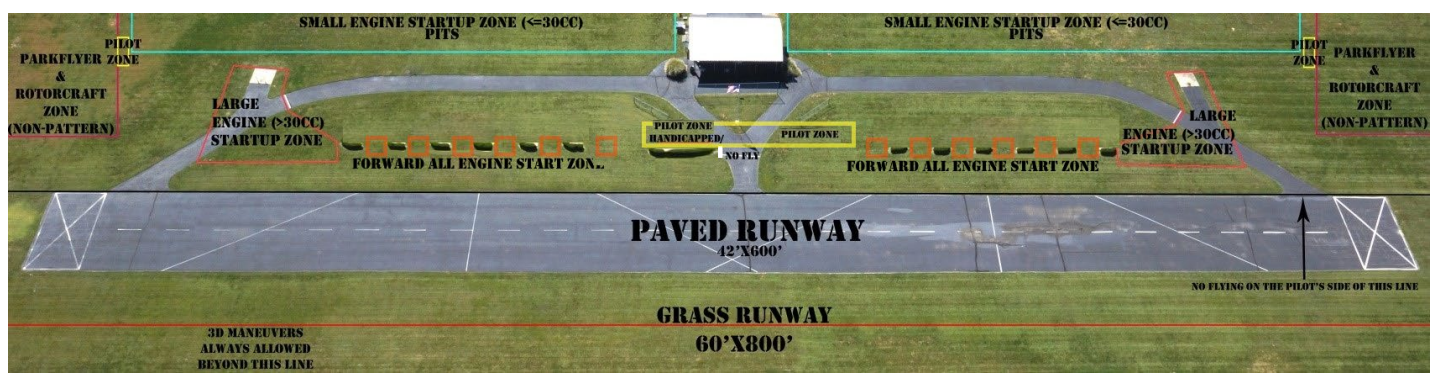 SMALL ENGINE STARTUP ZONE (<=30CC)
PITS
SMALL ENGINE STARTUP ZONE (<=30CC)
PITS
PILOT
ZONE
PARKFLYER
&
ROTORCRAFT
ZONE
(NON-PATTERN)
PILOT
ZONE
PARKFLYER
&
ROTORCRAFT
ZONE
(NON-PATTERN)
LARGE
ENGINE (>30CC)
STARTUP ZONE
PILOT ZONE
HANDICAPPED/
PILOT ZONE
NO FLY
LARGE
ENGINE (>30CC)
STARTUP ZONE
FORWARD ALL ENGINE START ZON...
FORWARD ALL ENGINE START ZONE
PAVED RUNWAY
42'X600'
NO FLYING ON THE PILOT'S SIDE OF THIS LINE
GRASS RUNWAY
60'X800'
3D MANEUVERS
ALWAYS ALLOWED
BEYOND THIS LINE